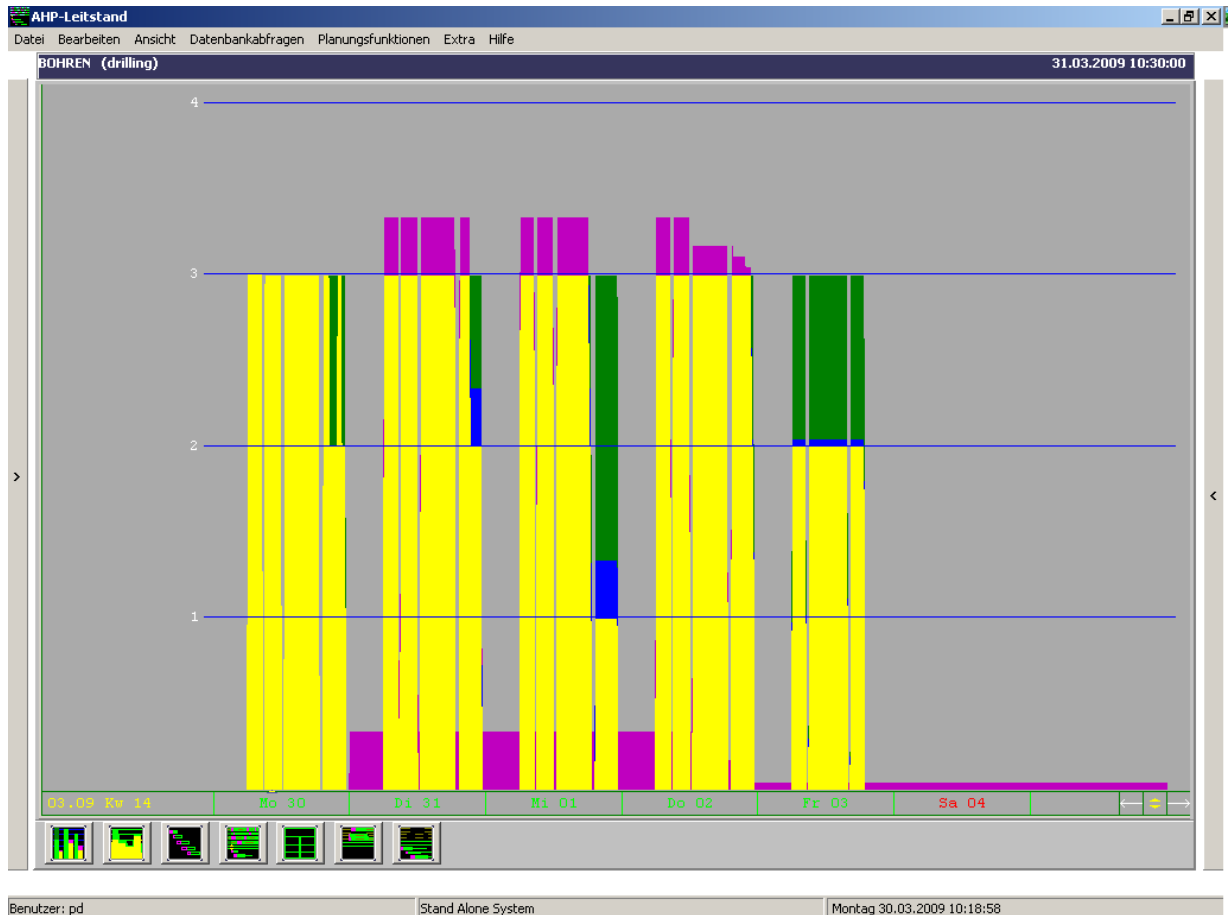 AHP-Leitstand
Datei Bearbeiten Ansicht Datenbankabfragen Planungsfunktionen Extra Hilfe
BOHREN (drilling) 31.03.2009 10:30:00
4
3
2
1
>
<
03.09 Kw 14 Mo 30 Di 31 Mi 01 Do 02 Fr 03 Sa 04
Benutzer: pd Stand Alone System Montag 30.03.2009 10:18:58